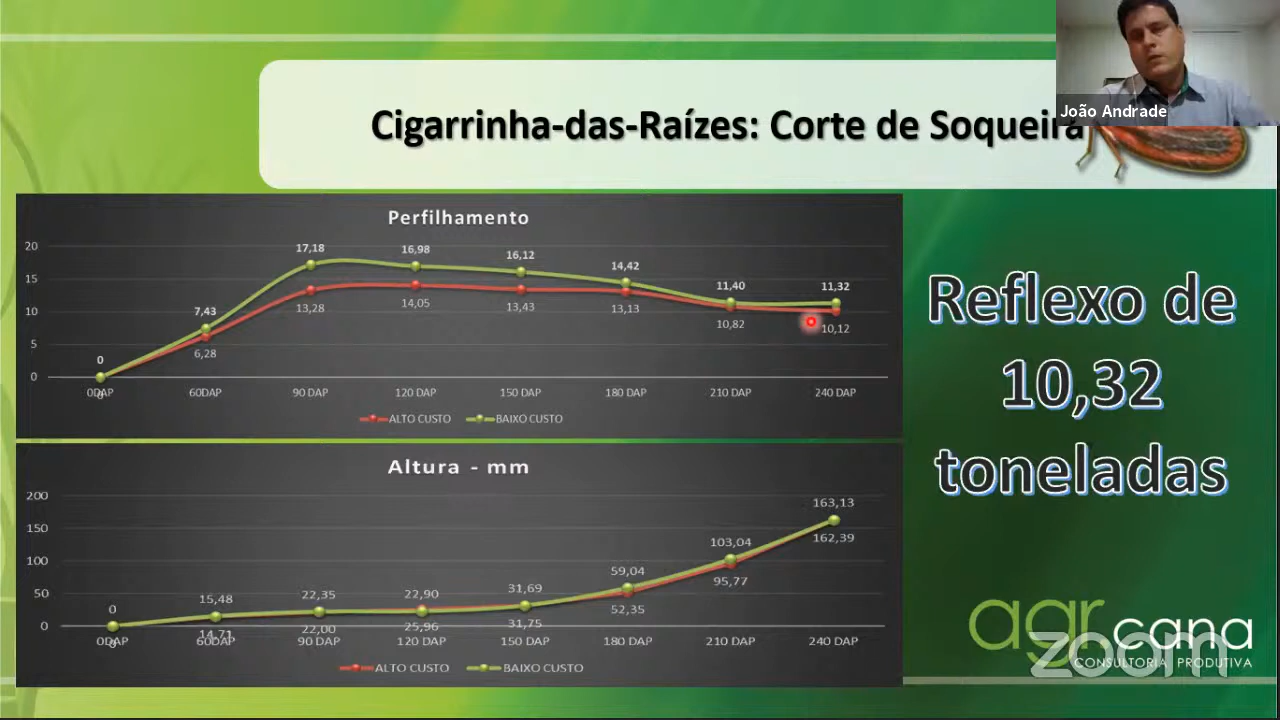 João Andrade
Cigarrinha-das-Raízes: Corte de Soqueira
Perfilhamento
20
15
10
5
0
0
7,43
17,18
16,98
16,12
14,42
11,40
11,32
0
6,28
13,28
14,05
13,43
13,13
10,82
10,12
0DAP
60DAP
90 DAP
120 DAP
150 DAP
180 DAP
210 DAP
240 DAP
ALTO CUSTO
BAIXO CUSTO
Altura - mm
200
150
100
50
0
0
15,48
22,35
22,90
31,69
59,04
103,04
163,13
0
14,71
22,00
25,96
31,75
52,35
95,77
162,39
0DAP
60DAP
90 DAP
120 DAP
150 DAP
180 DAP
210 DAP
240 DAP
ALTO CUSTO
BAIXO CUSTO
Reflexo de
10,32
toneladas
agrcana
CONSULTORIA PRODUTIVA
zoom